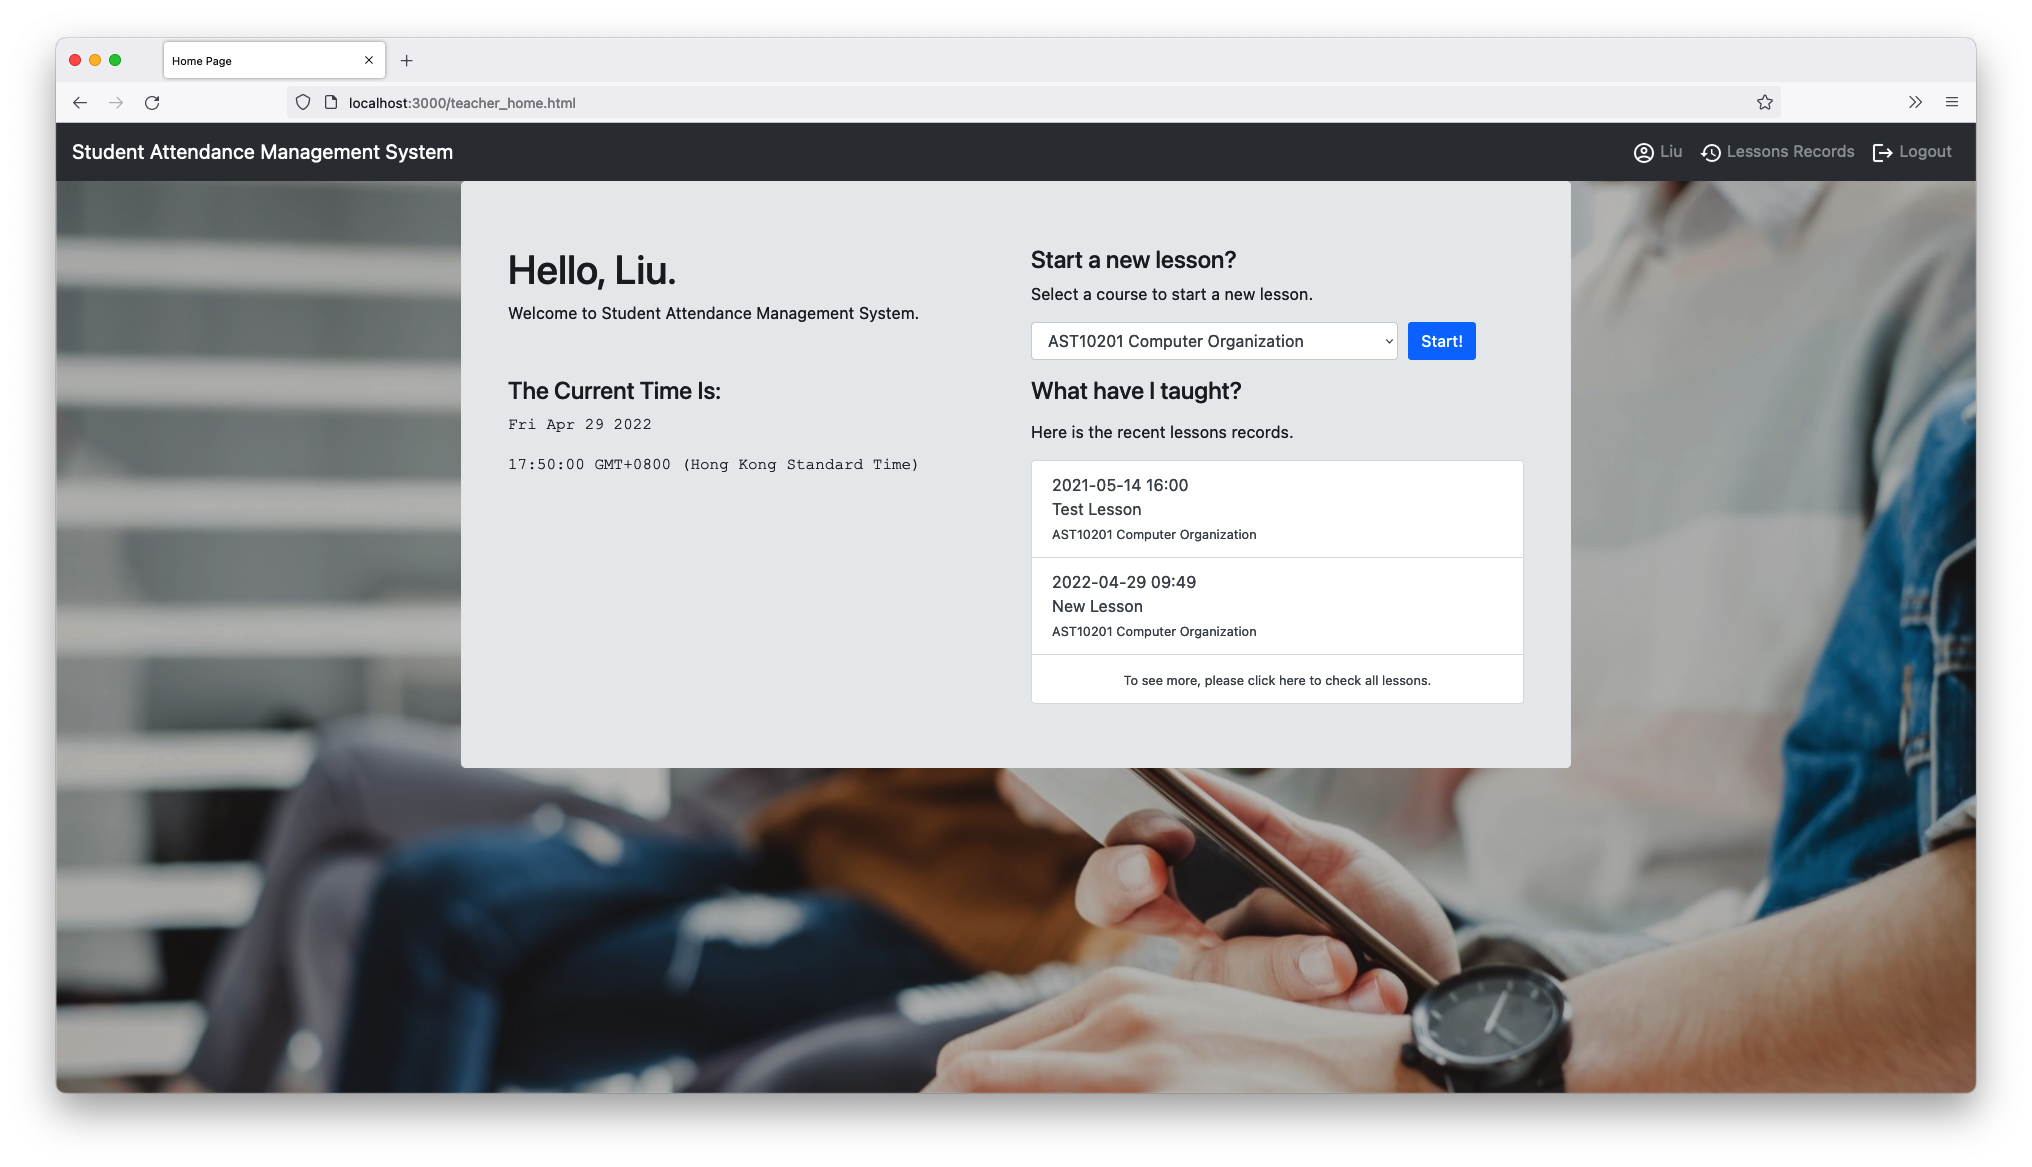 Home Page
localhost:3000/teacher_home.html
Student Attendance Management System
Liu
Lessons Records
Logout
Hello, Liu.
Welcome to Student Attendance Management System.
The Current Time Is:
Fri Apr 29 2022
17:50:00 GMT+0800 (Hong Kong Standard Time)
Start a new lesson?
Select a course to start a new lesson.
AST10201 Computer Organization
Start!
What have I taught?
Here is the recent lessons records.
2021-05-14 16:00
Test Lesson
AST10201 Computer Organization
2022-04-29 09:49
New Lesson
AST10201 Computer Organization
To see more, please click here to check all lessons.